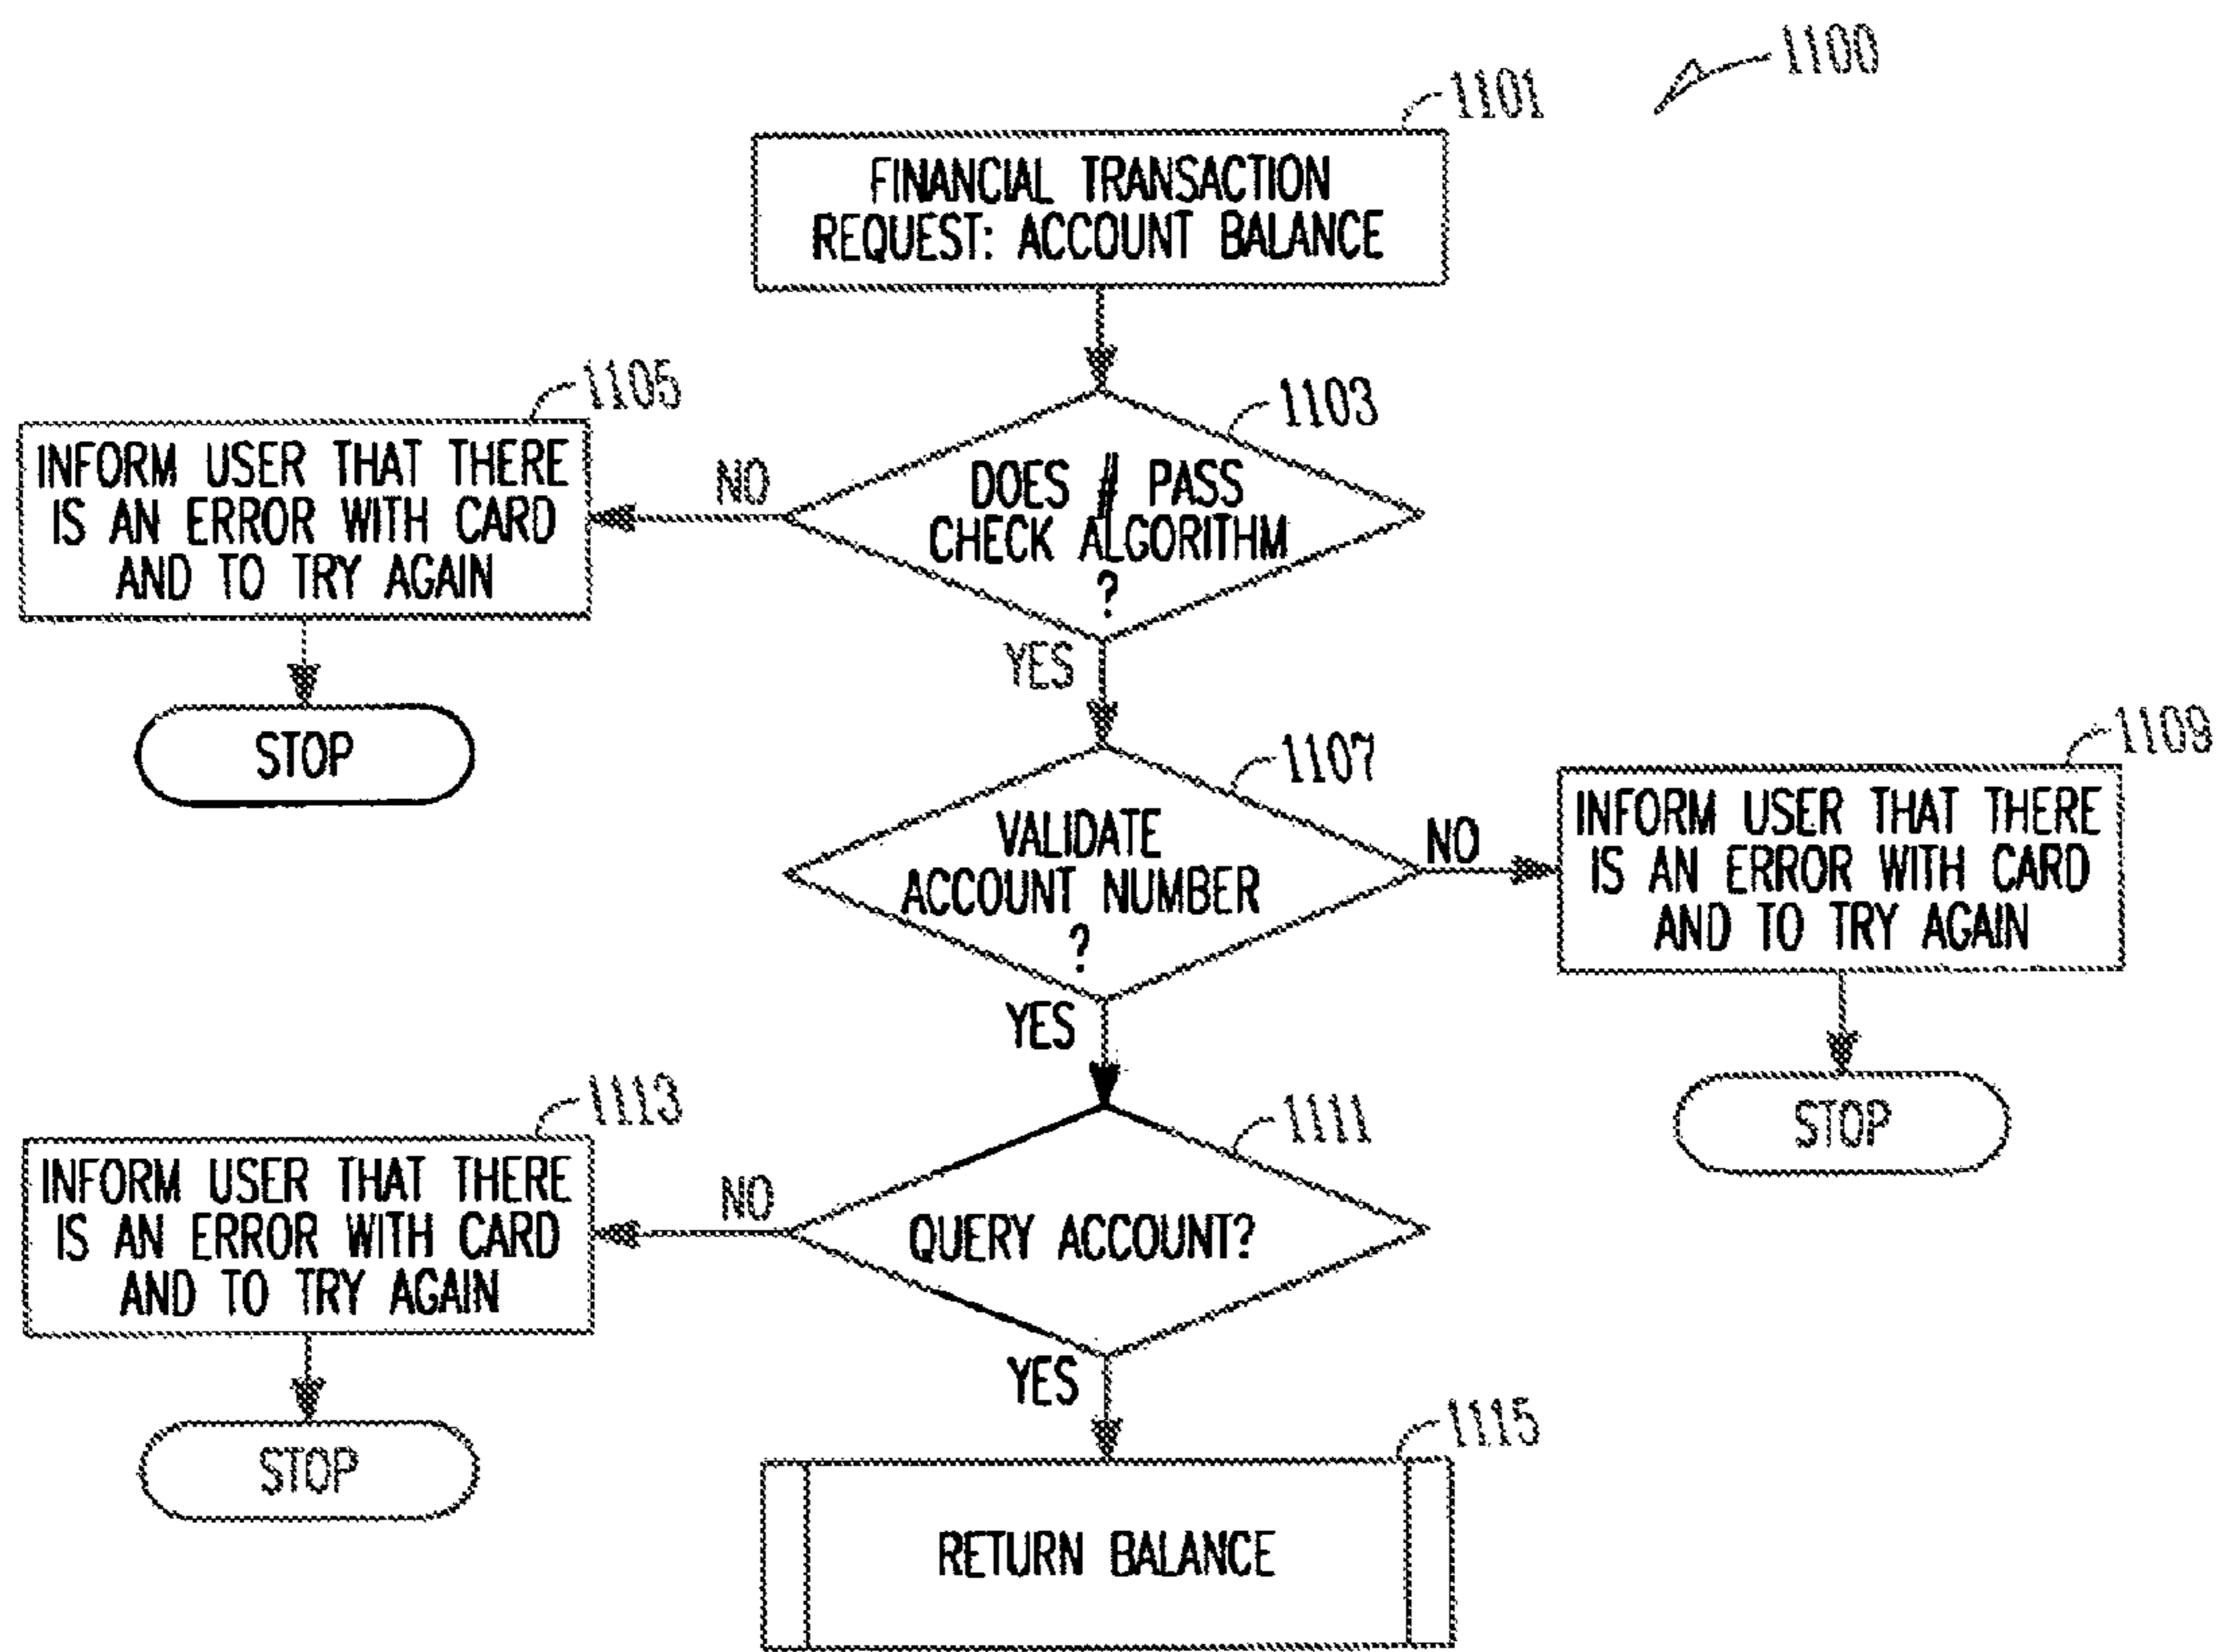 1100
1101
FINANCIAL TRANSACTION
REQUEST: ACCOUNT BALANCE
1105
INFORM USER THAT THERE
IS AN ERROR WITH CARD
AND TO TRY AGAIN
NO
1103
DOES # PASS
CHECK ALGORITHM
?
YES
STOP
1107
VALIDATE
ACCOUNT NUMBER
?
NO
1109
INFORM USER THAT THERE
IS AN ERROR WITH CARD
AND TO TRY AGAIN
YES
STOP
1113
INFORM USER THAT THERE
IS AN ERROR WITH CARD
AND TO TRY AGAIN
NO
1111
QUERY ACCOUNT?
YES
STOP
1115
RETURN BALANCE